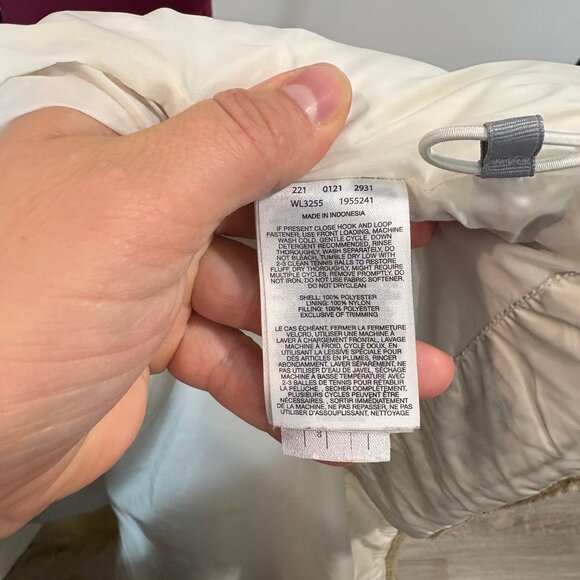 221 0121 2931
WL3255 1955241
MADE IN INDONESIA
IF PRESENT CLOSE HOOK AND LOOP
FASTENER, USE FRONT LOADING, MACHINE
WASH COLD, GENTLE CYCLE, DOWN
DETERGENT RECOMMENDED, RINSE
THOROUGHLY, WASH SEPARATELY, DO
NOT BLEACH, TUMBLE DRY LOW WITH
2-3 CLEAN TENNIS BALLS TO RESTORE
FLUFF, DRY THOROUGHLY, MIGHT REQUIRE
MULTIPLE CYCLES, REMOVE PROMPTLY, DO
NOT IRON, DO NOT USE FABRIC SOFTENER,
DO NOT DRYCLEAN
SHELL: 100% POLYESTER
LINING: 100% NYLON
FILLING: 100% POLYESTER
EXCLUSIVE OF TRIMMING
LE CAS ÉCHÉANT, FERMER LA FERMETURE
VELCRO, UTILISER UNE MACHINE À
LAVER À CHARGEMENT FRONTAL, LAVAGE
MACHINE À FROID, CYCLE DOUX, EN
UTILISANT LA LESSIVE SPÉCIALE POUR
DES ARTICLES EN PLUMES, RINCER
ABONDAMMENT, LAVER SÉPARÉMENT, NE
PAS UTILISER DE JAVELLISANT, SÉCHAGE
MACHINE À BASSE TEMPÉRATURE AVEC
2-3 BALLES DE TENNIS POUR RÉTABLIR
LA PELUCHE., SÉCHER COMPLÈTEMENT,
PLUSIEURS CYCLES PEUVENT ÊTRE
NÉCESSAIRES., SORTIR IMMÉDIATEMENT
DE LA MACHINE, NE PAS REPASSER, NE PAS
UTILISER D'ASSOUPLISSANT, NETTOYAGE